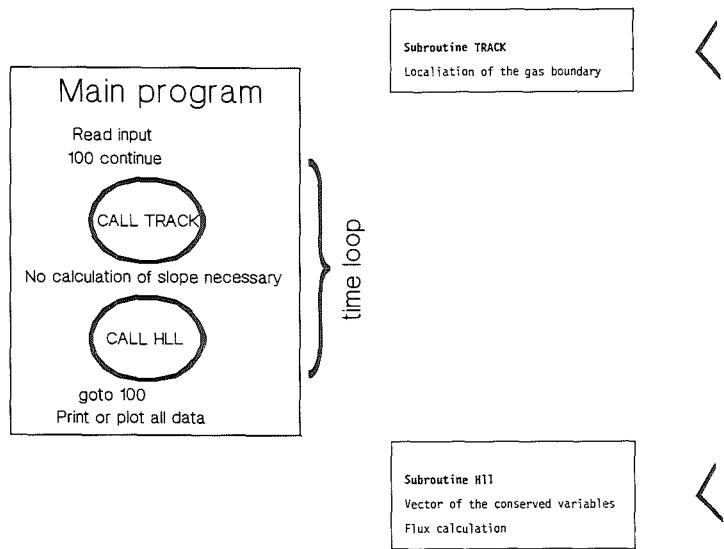 Main program
Read input
100 continue
CALL TRACK
No calculation of slope necessary
CALL HLL
goto 100
Print or plot all data
time loop
Subroutine TRACK
Localiation of the gas boundary
Subroutine Hll
Vector of the conserved variables
Flux calculation